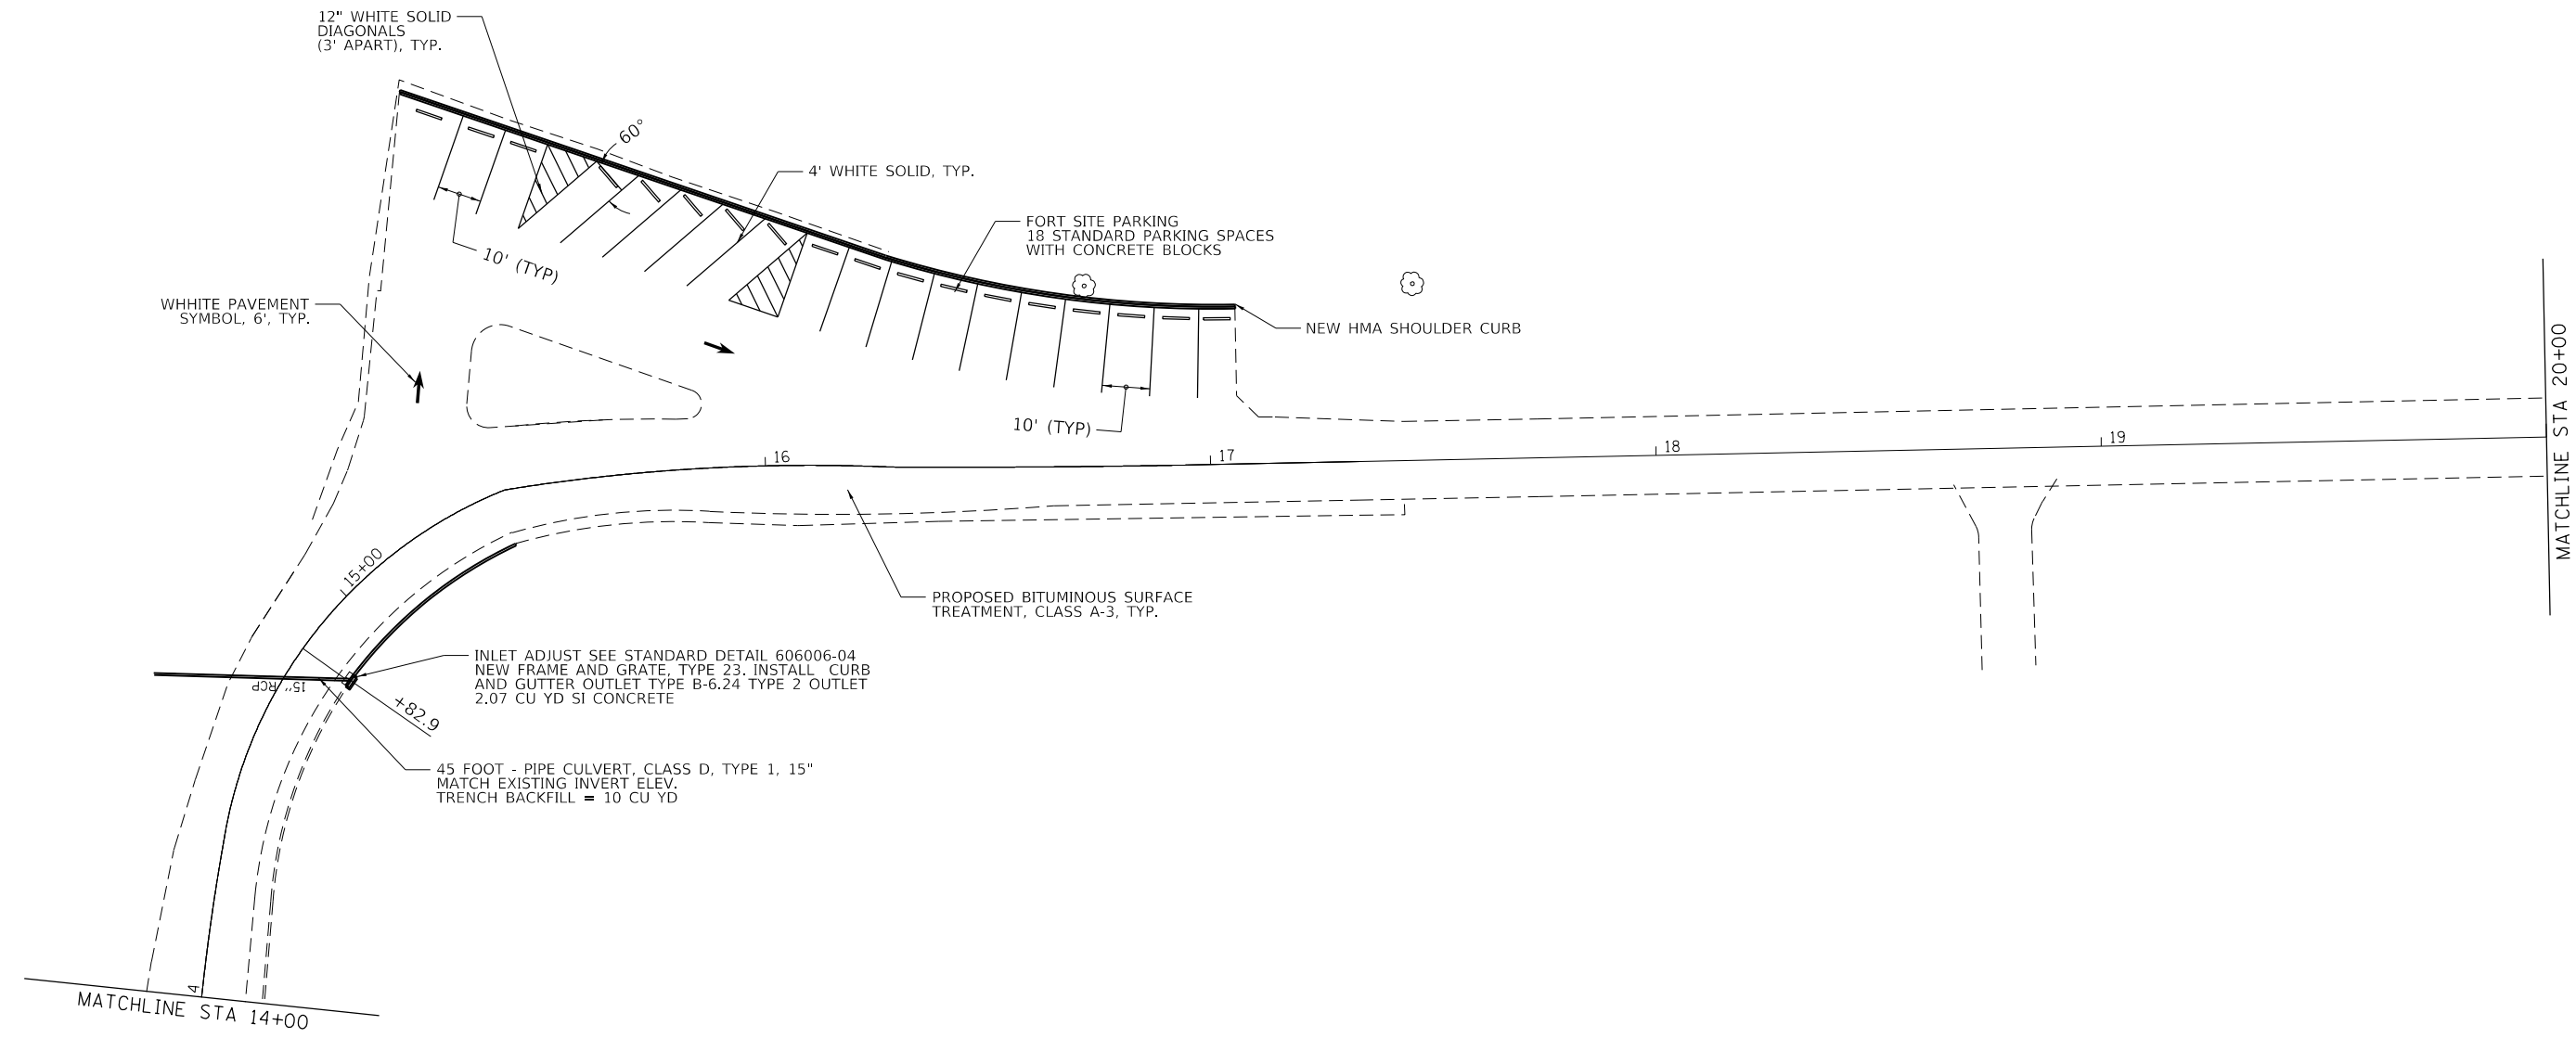 12" WHITE SOLID
DIAGONALS
(3' APART), TYP.
60°
4' WHITE SOLID, TYP.
FORT SITE PARKING
18 STANDARD PARKING SPACES
WITH CONCRETE BLOCKS
10' (TYP)
WHHITE PAVEMENT
SYMBOL, 6', TYP.
NEW HMA SHOULDER CURB
10' (TYP)
MATCHLINE STA 20+00
16
17
18
19
15+00
PROPOSED BITUMINOUS SURFACE
TREATMENT, CLASS A-3, TYP.
INLET ADJUST SEE STANDARD DETAIL 606006-04
NEW FRAME AND GRATE, TYPE 23. INSTALL CURB
AND GUTTER OUTLET TYPE B-6.24 TYPE 2 OUTLET
2.07 CU YD SI CONCRETE
15" RCP
+82.9
45 FOOT - PIPE CULVERT, CLASS D, TYPE 1, 15"
MATCH EXISTING INVERT ELEV.
TRENCH BACKFILL = 10 CU YD
4
MATCHLINE STA 14+00